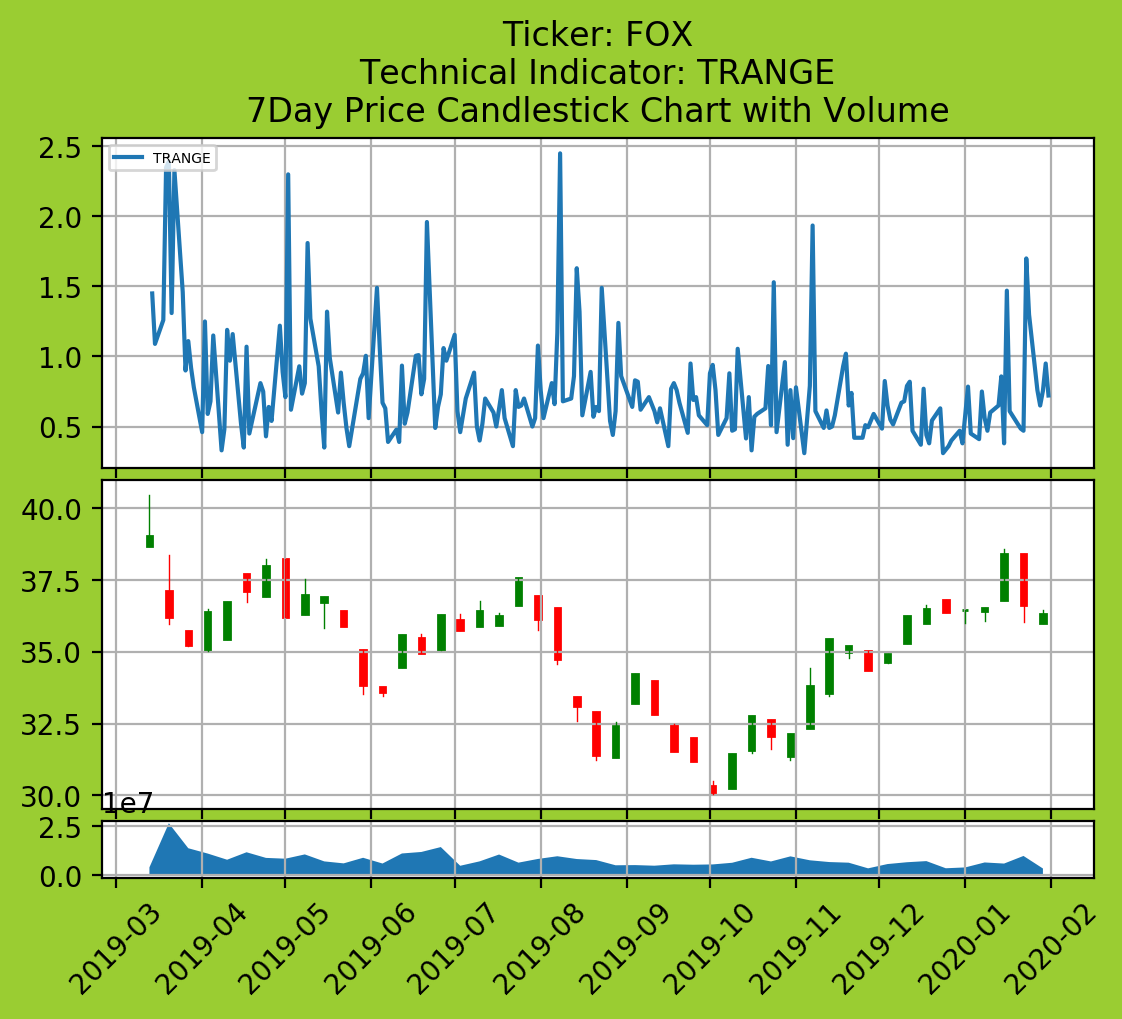 Ticker: FOX
Technical Indicator: TRANGE
7Day Price Candlestick Chart with Volume
TRANGE
2.5
2.0
1.5
1.0
0.5
40.0
37.5
35.0
32.5
30.0
1e7
2.5
0.0
2019-03 2019-04 2019-05 2019-06 2019-07 2019-08 2019-09 2019-10 2019-11 2019-12 2020-01 2020-02